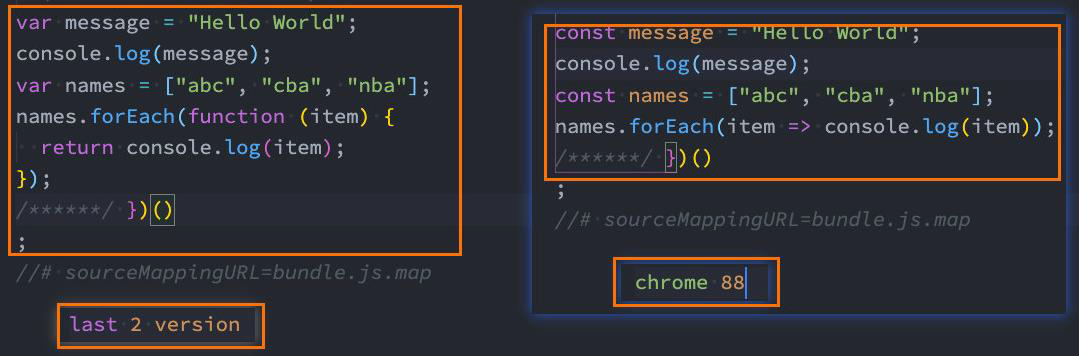 var message = "Hello World";
console.log(message);
var names = ["abc", "cba", "nba"];
names.forEach(function (item) {
  return console.log(item);
});
/******/ })()
;
//# sourceMappingURL=bundle.js.map
last 2 version
const message = "Hello World";
console.log(message);
const names = ["abc", "cba", "nba"];
names.forEach(item => console.log(item));
/******/ })()
;
//# sourceMappingURL=bundle.js.map
chrome 88